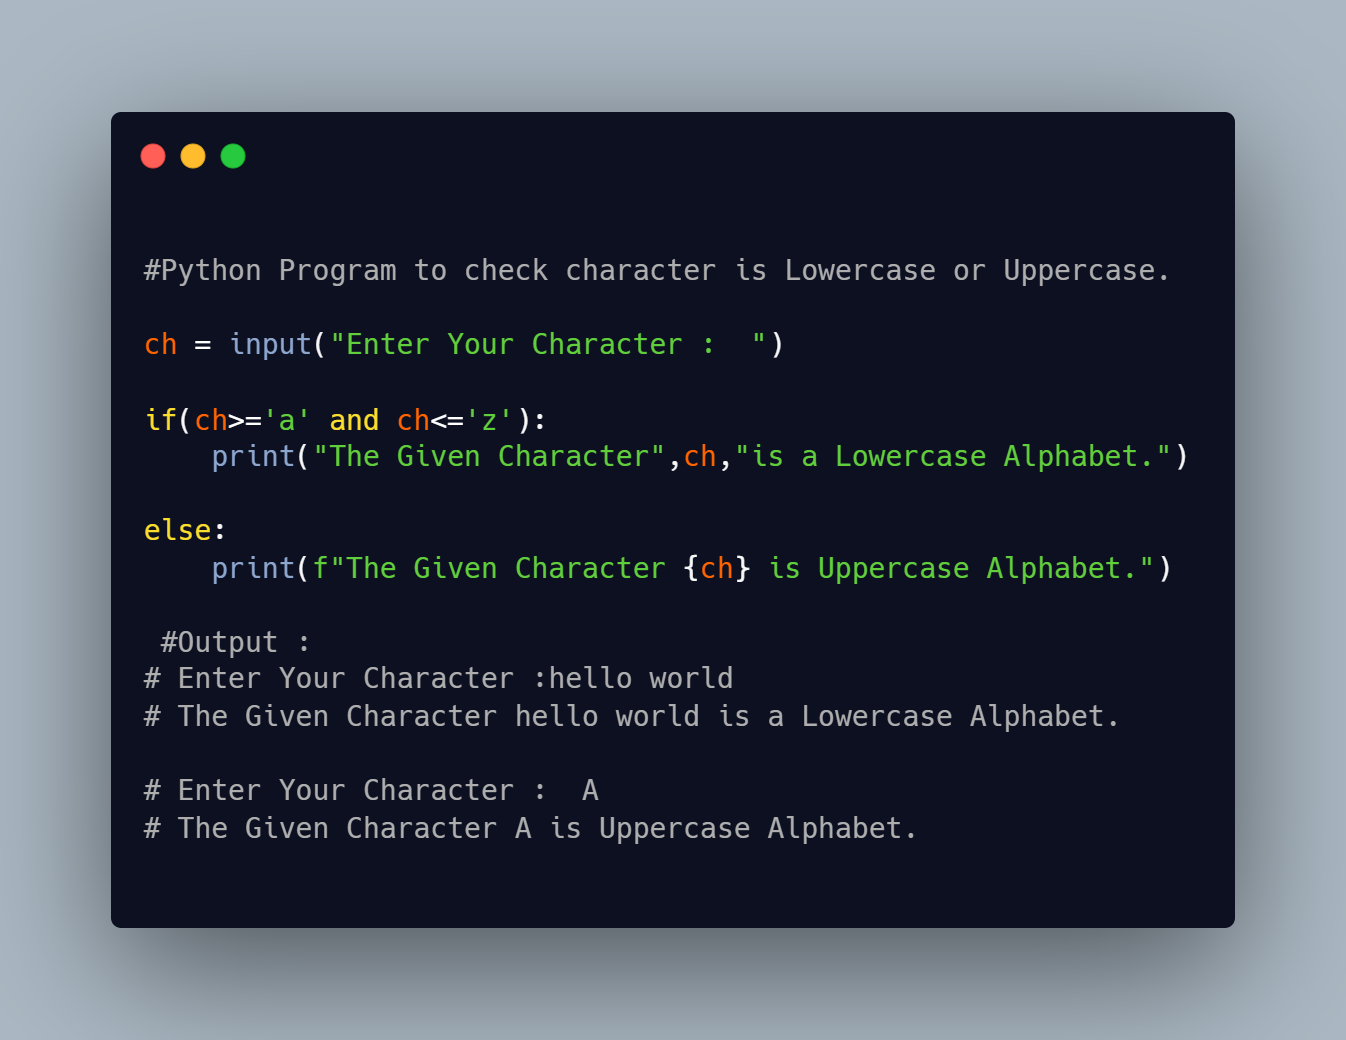 #Python Program to check character is Lowercase or Uppercase.
ch = input("Enter Your Character :  ")
if(ch>='a' and ch<='z'):
    print("The Given Character",ch,"is a Lowercase Alphabet.")
else:
    print(f"The Given Character {ch} is Uppercase Alphabet.")
 #Output :
# Enter Your Character :hello world
# The Given Character hello world is a Lowercase Alphabet.
# Enter Your Character :  A
# The Given Character A is Uppercase Alphabet.